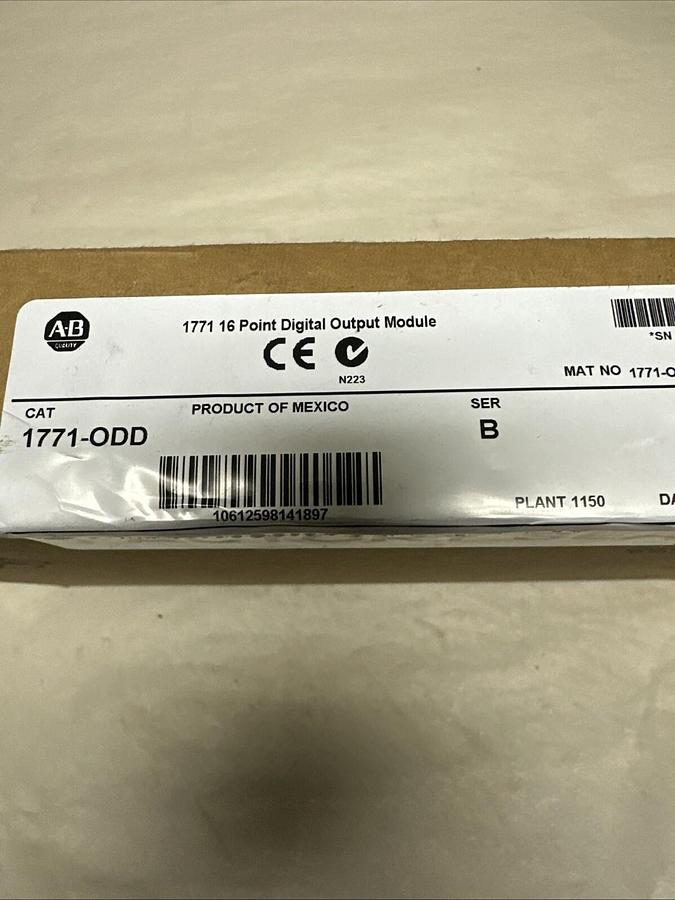 A·B
QUALITY
1771 16 Point Digital Output Module
CE
N223
*SN
MAT NO 1771-O
CAT
PRODUCT OF MEXICO
SER
1771-ODD
B
10612598141897
PLANT 1150
DA